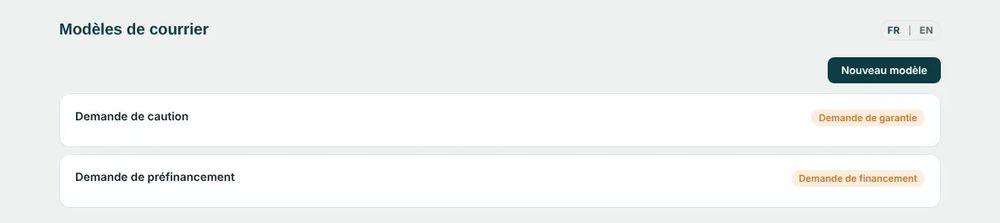 Modèles de courrier
FR | EN
Nouveau modèle
Demande de caution
Demande de garantie
Demande de préfinancement
Demande de financement